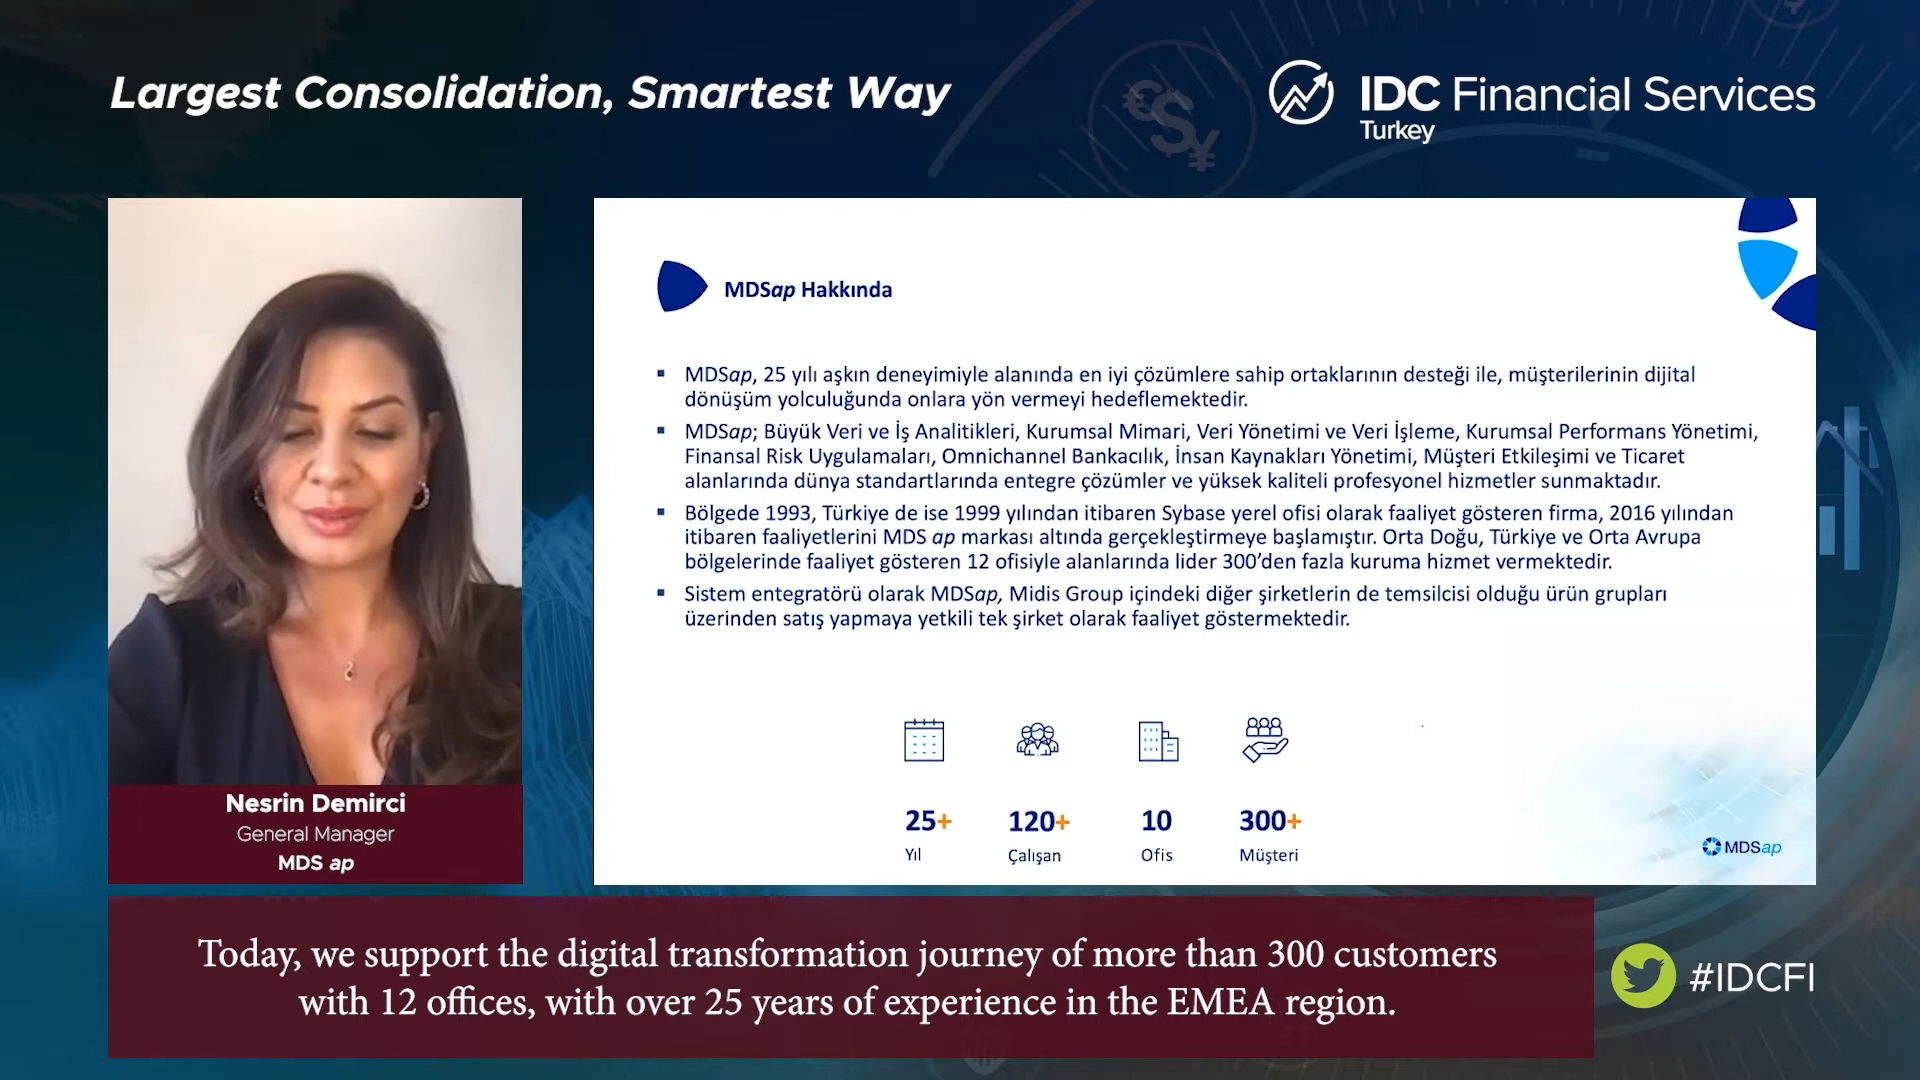 Largest Consolidation, Smartest Way
IDC Financial Services
Turkey
MDSap Hakkında
▪ MDSap, 25 yılı aşkın deneyimiyle alanında en iyi çözümlere sahip ortaklarının desteği ile, müşterilerinin dijital
dönüşüm yolculuğunda onlara yön vermeyi hedeflemektedir.
▪ MDSap; Büyük Veri ve İş Analitikleri, Kurumsal Mimari, Veri Yönetimi ve Veri İşleme, Kurumsal Performans Yönetimi,
Finansal Risk Uygulamaları, Omnichannel Bankacılık, İnsan Kaynakları Yönetimi, Müşteri Etkileşimi ve Ticaret
alanlarında dünya standartlarında entegre çözümler ve yüksek kaliteli profesyonel hizmetler sunmaktadır.
▪ Bölgede 1993, Türkiye de ise 1999 yılından itibaren Sybase yerel ofisi olarak faaliyet gösteren firma, 2016 yılından
itibaren faaliyetlerini MDS ap markası altında gerçekleştirmeye başlamıştır. Orta Doğu, Türkiye ve Orta Avrupa
bölgelerinde faaliyet gösteren 12 ofisiyle alanlarında lider 300’den fazla kuruma hizmet vermektedir.
▪ Sistem entegratörü olarak MDSap, Midis Group içindeki diğer şirketlerin de temsilcisi olduğu ürün grupları
üzerinden satış yapmaya yetkili tek şirket olarak faaliyet göstermektedir.
25+ 120+ 10 300+
Yıl Çalışan Ofis Müşteri
MDSap
Nesrin Demirci
General Manager
MDS ap
Today, we support the digital transformation journey of more than 300 customers
with 12 offices, with over 25 years of experience in the EMEA region.
#IDCFI